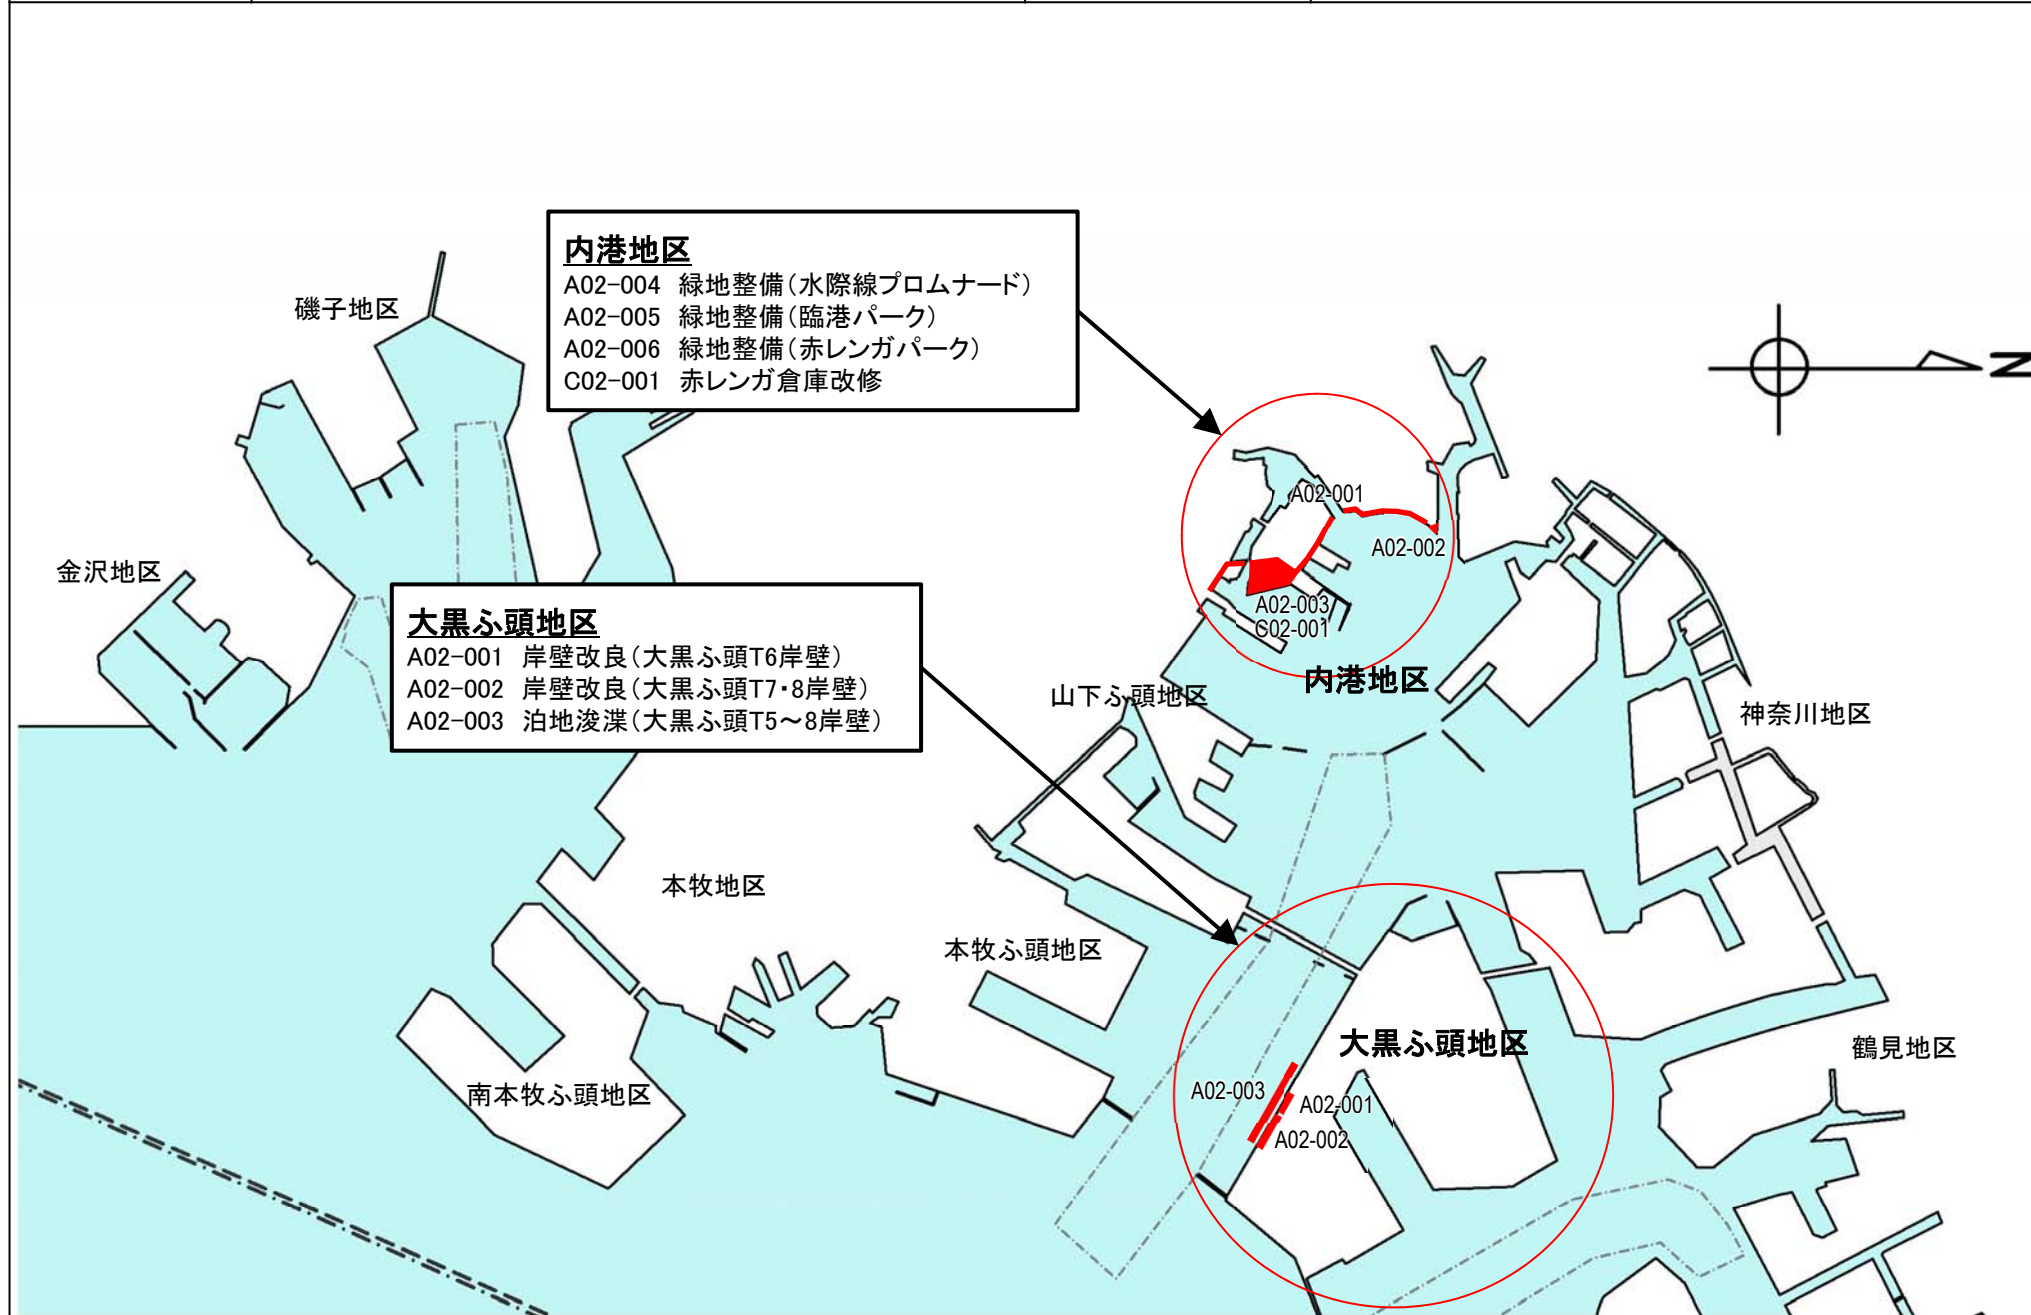 内港地区
A02-004 緑地整備(水際線プロムナード)
A02-005 緑地整備(臨港パーク)
A02-006 緑地整備(赤レンガパーク)
C02-001 赤レンガ倉庫改修
磯子地区
N
A02-001
A02-002
金沢地区
A02-003
C02-001
大黒ふ頭地区
A02-001 岸壁改良(大黒ふ頭T6岸壁)
A02-002 岸壁改良(大黒ふ頭T7・8岸壁)
A02-003 泊地浚渫(大黒ふ頭T5～8岸壁)
内港地区
山下ふ頭地区
神奈川地区
本牧地区
本牧ふ頭地区
大黒ふ頭地区
鶴見地区
南本牧ふ頭地区
A02-003
A02-001
A02-002